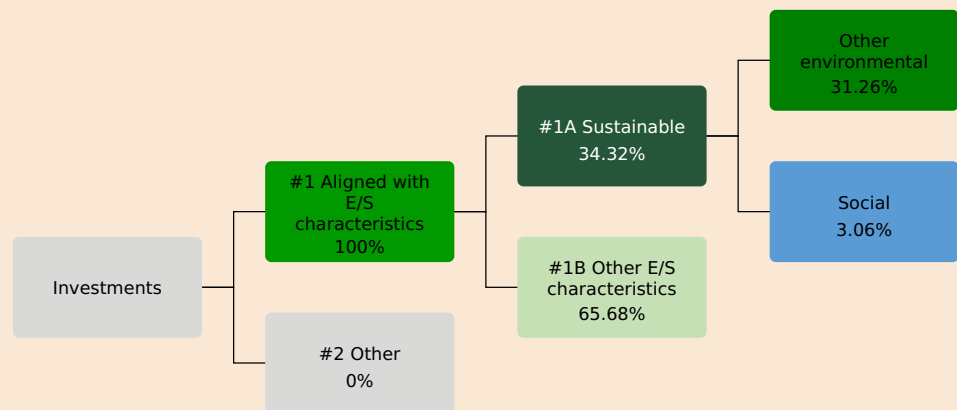 Other
environmental
31.26%
#1A Sustainable
34.32%
#1 Aligned with
E/S
characteristics
100%
Social
3.06%
Investments
#1B Other E/S
characteristics
65.68%
#2 Other
0%